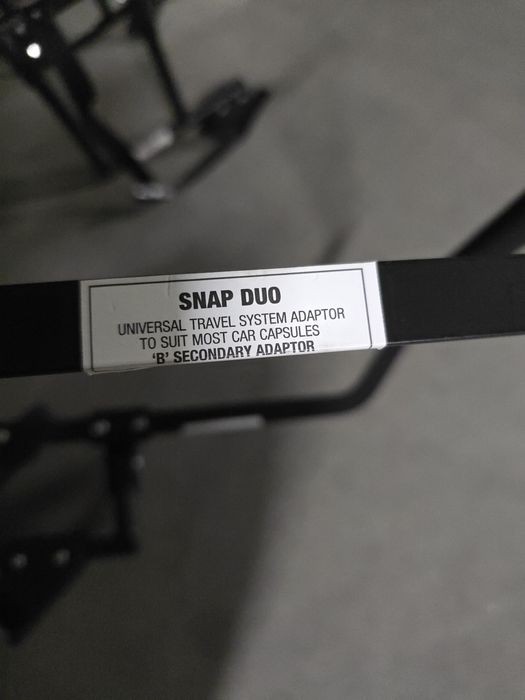 SNAP DUO
UNIVERSAL TRAVEL SYSTEM ADAPTOR
TO SUIT MOST CAR CAPSULES
'B' SECONDARY ADAPTOR